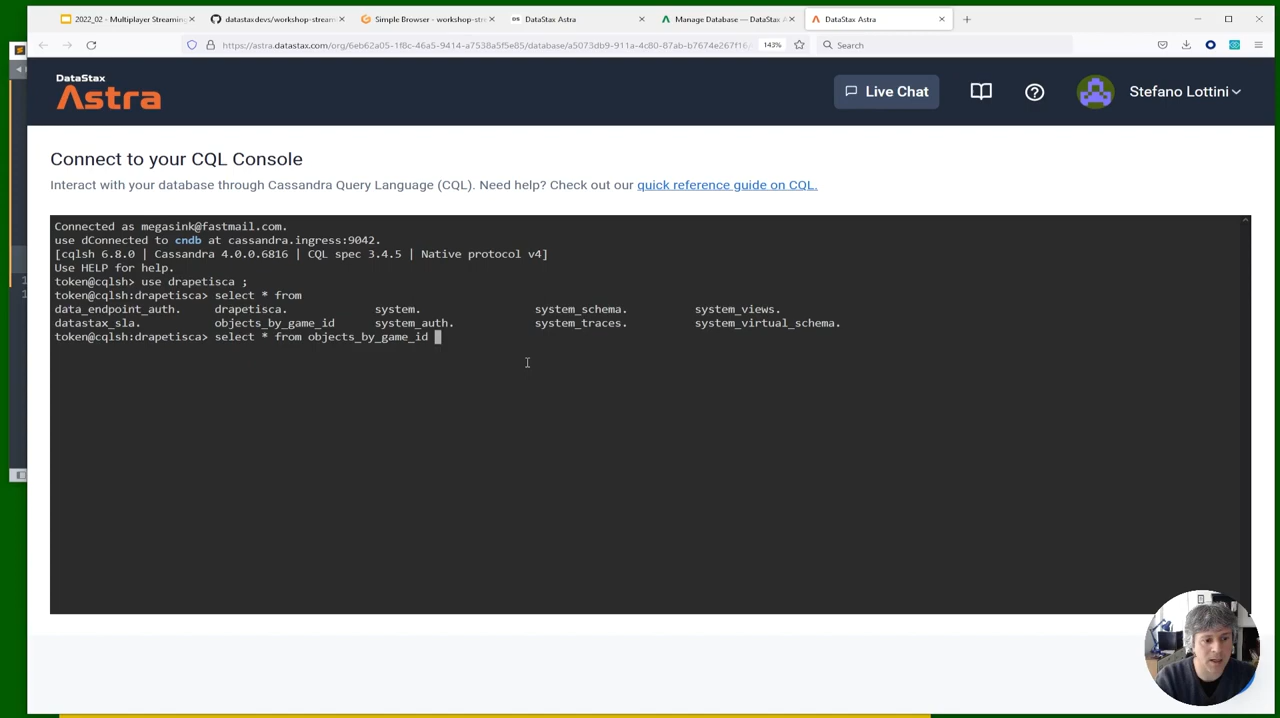 2022_02 - Multiplayer Streaming
datastaxdevs/workshop-strean
Simple Browser - workshop-stre
DS DataStax Astra
Manage Database — DataStax A
DataStax Astra
143%
Search
DataStax
Astra
Live Chat
Stefano Lottini
Connect to your CQL Console
Interact with your database through Cassandra Query Language (CQL). Need help? Check out our quick reference guide on CQL.
Connected as megasink@fastmail.com.
use dConnected to cndb at cassandra.ingress:9042.
[cqlsh 6.8.0 | Cassandra 4.0.0.6816 | CQL spec 3.4.5 | Native protocol v4]
Use HELP for help.
token@cqlsh> use drapetisca ;
token@cqlsh:drapetisca> select * from
data_endpoint_auth. drapetisca. system. system_schema. system_views.
datastax_sla. objects_by_game_id system_auth. system_traces. system_virtual_schema.
token@cqlsh:drapetisca> select * from objects_by_game_id